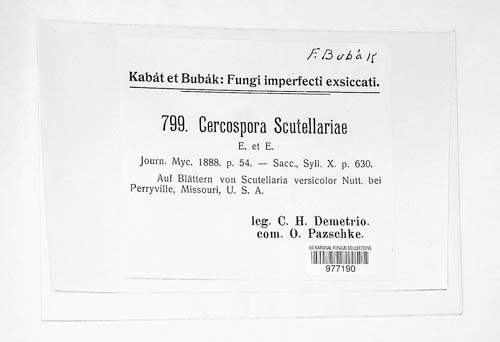 F. Bubák
Kabát et Bubák: Fungi imperfecti exsiccati.
799. Cercospora Scutellariae
E. et E.
Journ. Myc. 1888. p. 54. — Sacc., Syll. X. p. 630.
Auf Blättern von Scutellaria versicolor Nutt. bei
Perryville, Missouri, U. S. A.
leg. C. H. Demetrio.
com. O. Pazschke.
US NATIONAL FUNGUS COLLECTIONS
977190